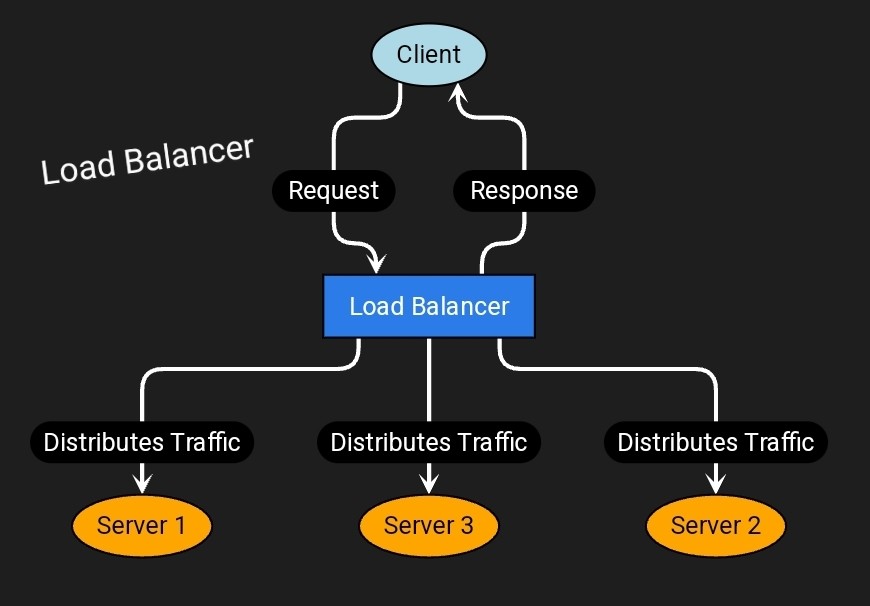 Client
Load Balancer
Request
Response
Load Balancer
Distributes Traffic
Distributes Traffic
Distributes Traffic
Server 1
Server 3
Server 2